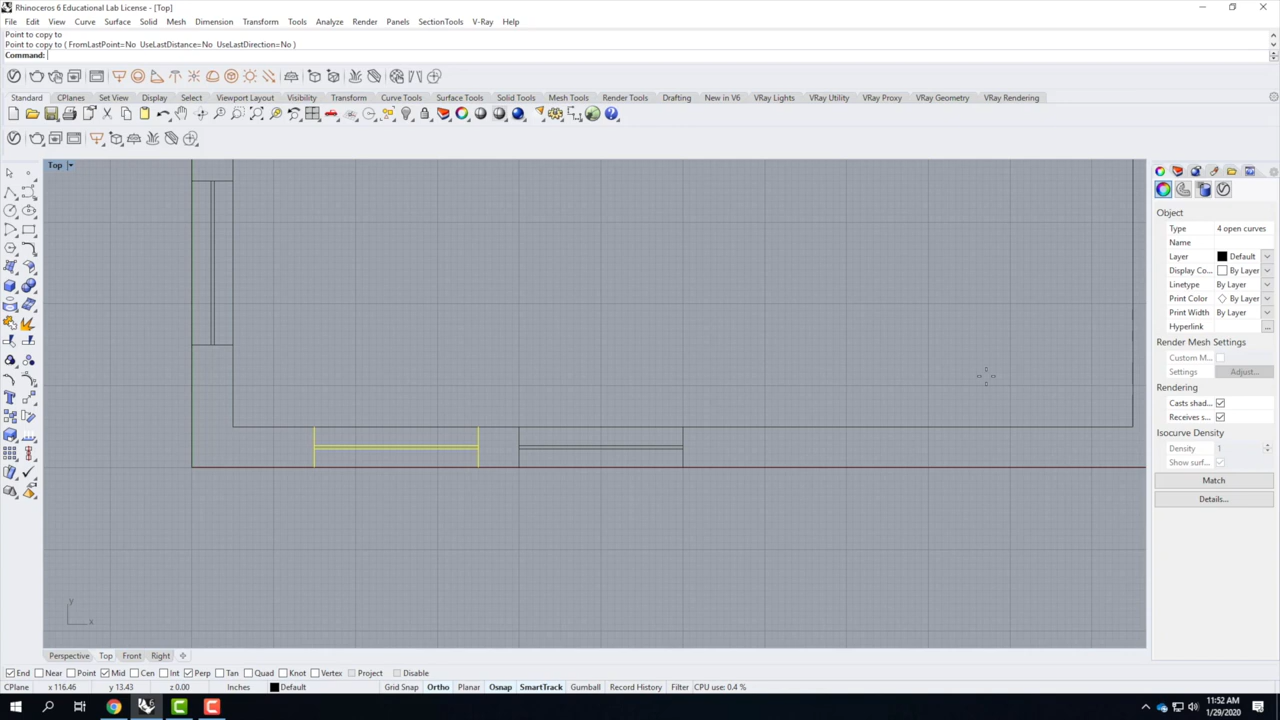 Rhinoceros 6 Educational Lab License - [Top]
File Edit View Curve Surface Solid Mesh Dimension Transform Tools Analyze Render Panels SectionTools V-Ray Help
Point to copy to
Point to copy to ( FromLastPoint=No UseLastDistance=No UseLastDirection=No )
Command:
Standard CPlanes Set View Display Select Viewport Layout Visibility Transform Curve Tools Surface Tools Solid Tools Mesh Tools Render Tools Drafting New in V6 VRay Lights VRay Utility VRay Proxy VRay Geometry VRay Rendering
Top
Object
Type 4 open curves
Name
Layer Default
Display Co... By Layer
Linetype By Layer
Print Color By Layer
Print Width By Layer
Hyperlink ...
Render Mesh Settings
Custom M...
Settings Adjust...
Rendering
Casts shad...
Receives s...
Isocurve Density
Density 1
Show surf...
Match
Details...
y
x
Perspective Top Front Right
End Near Point Mid Cen Int Perp Tan Quad Knot Vertex Project Disable
CPlane x 116.46 y 13.43 z 0.00 Inches Default Grid Snap Ortho Planar Osnap SmartTrack Gumball Record History Filter CPU use: 0.4 %
11:52 AM
1/29/2020